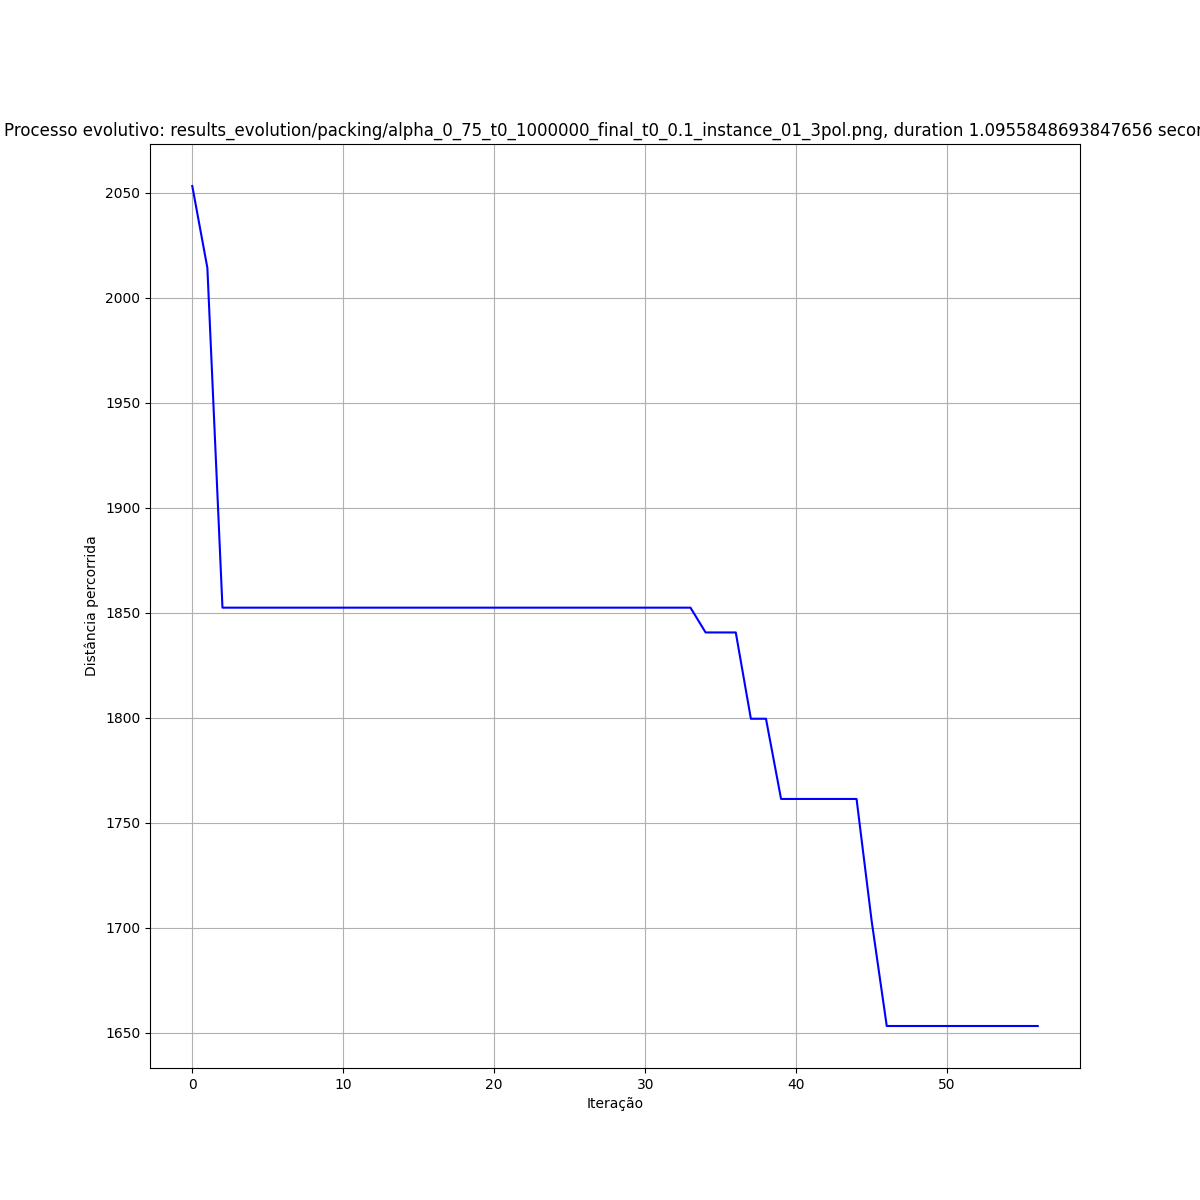 Processo evolutivo: results_evolution/packing/alpha_0_75_t0_1000000_final_t0_0.1_instance_01_3pol.png, duration 1.0955848693847656
2050
2000
1950
1900
1850
1800
1750
1700
1650
Distância percorrida
0 10 20 30 40 50
Iteração